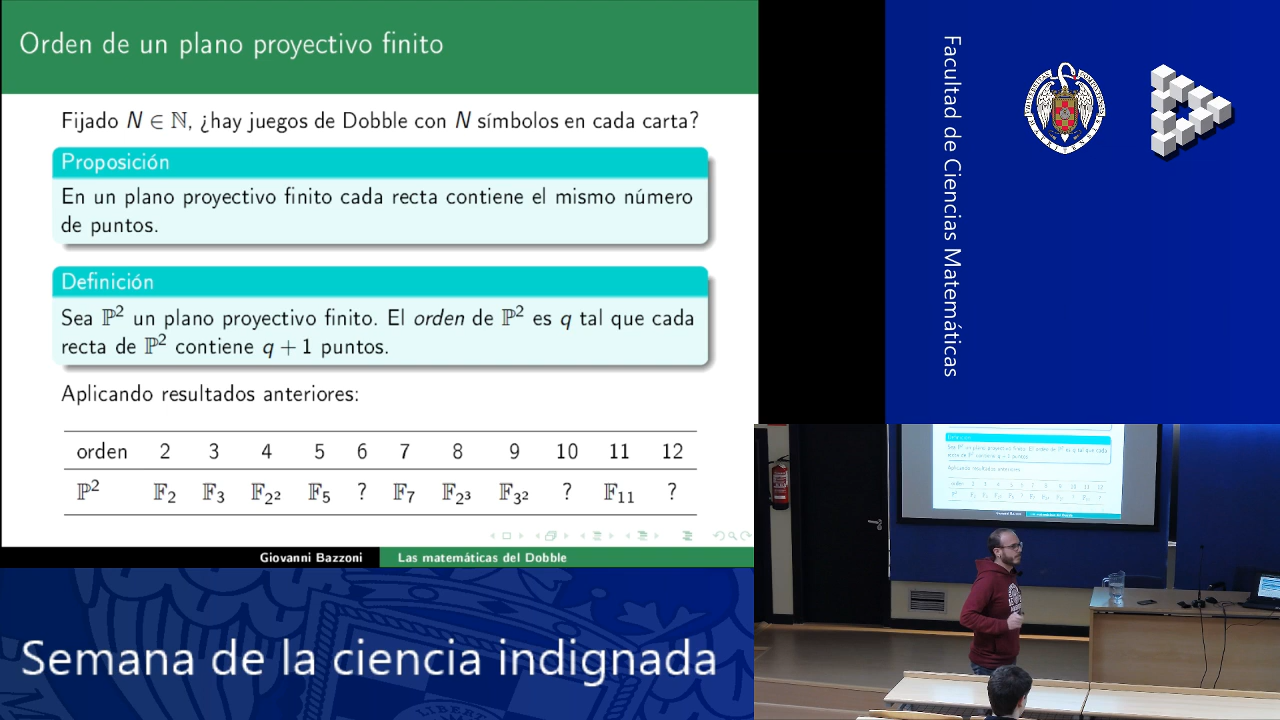 Orden de un plano proyectivo finito
Fijado N ∈ ℕ, ¿hay juegos de Dobble con N símbolos en cada carta?
Proposición
En un plano proyectivo finito cada recta contiene el mismo número
de puntos.
Definición
Sea ℙ² un plano proyectivo finito. El orden de ℙ² es q tal que cada
recta de ℙ² contiene q + 1 puntos.
Aplicando resultados anteriores:
orden 2 3 4 5 6 7 8 9 10 11 12
ℙ² 𝔽₂ 𝔽₃ 𝔽₂² 𝔽₅ ? 𝔽₇ 𝔽₂³ 𝔽₃² ? 𝔽₁₁ ?
Giovanni Bazzoni Las matemáticas del Dobble
Semana de la ciencia indignada
Facultad de Ciencias Matemáticas